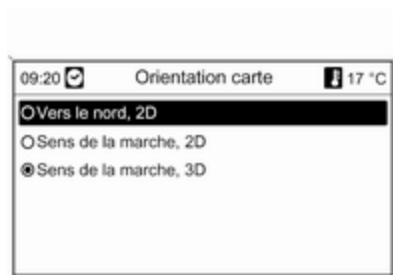 09:20 Orientation carte 17 °C
Vers le nord, 2D
Sens de la marche, 2D
Sens de la marche, 3D